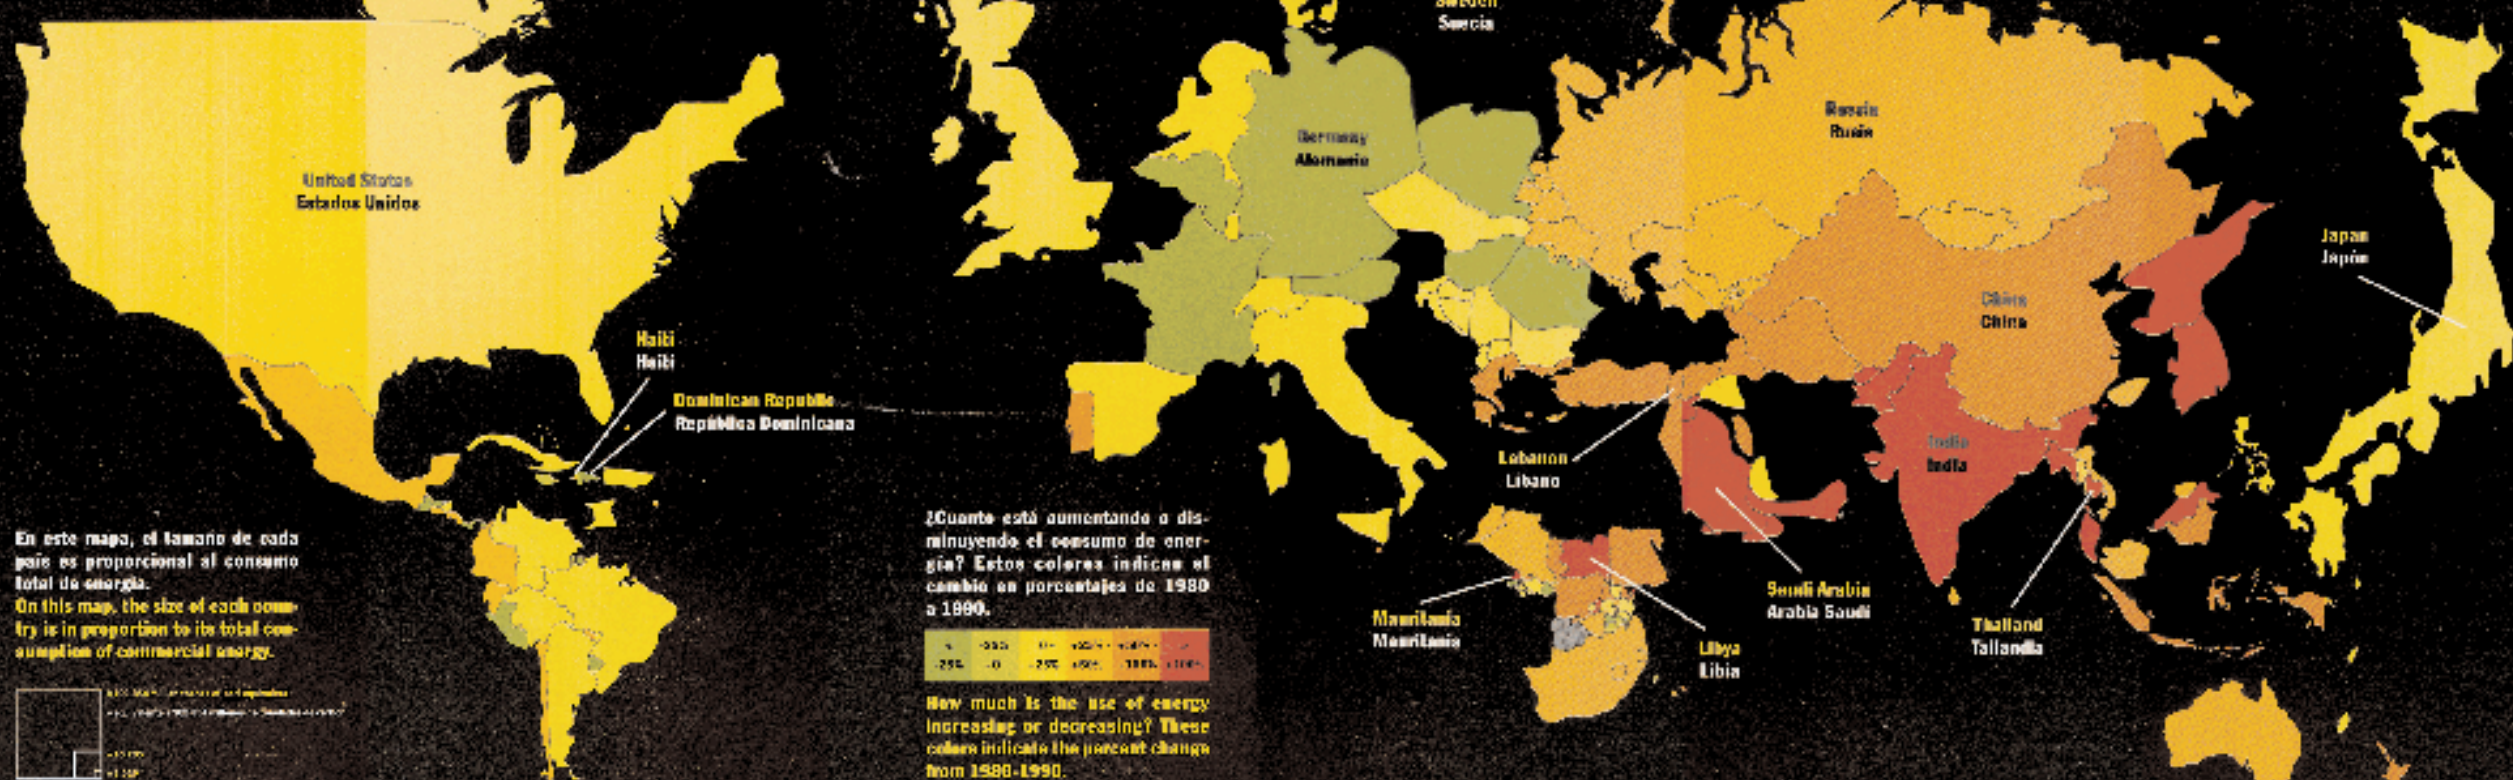 Sweden
Suecia
Russia
Rusia
Germany
Alemania
United States
Estados Unidos
Japan
Japón
China
China
Haiti
Haití
Dominican Republic
República Dominicana
India
India
Lebanon
Líbano
En este mapa, el tamaño de cada
país es proporcional al consumo
total de energía.
On this map, the size of each coun-
try is in proportion to its total con-
sumption of commercial energy.
¿Cuanto está aumentando o dis-
minuyendo el consumo de ener-
gía? Estos colores indican el
cambio en porcentajes de 1980
a 1990.
How much is the use of energy
increasing or decreasing? These
colors indicate the percent change
from 1980-1990.
Mauritania
Mauritania
Saudi Arabia
Arabia Saudí
Libya
Libia
Thailand
Tailandia